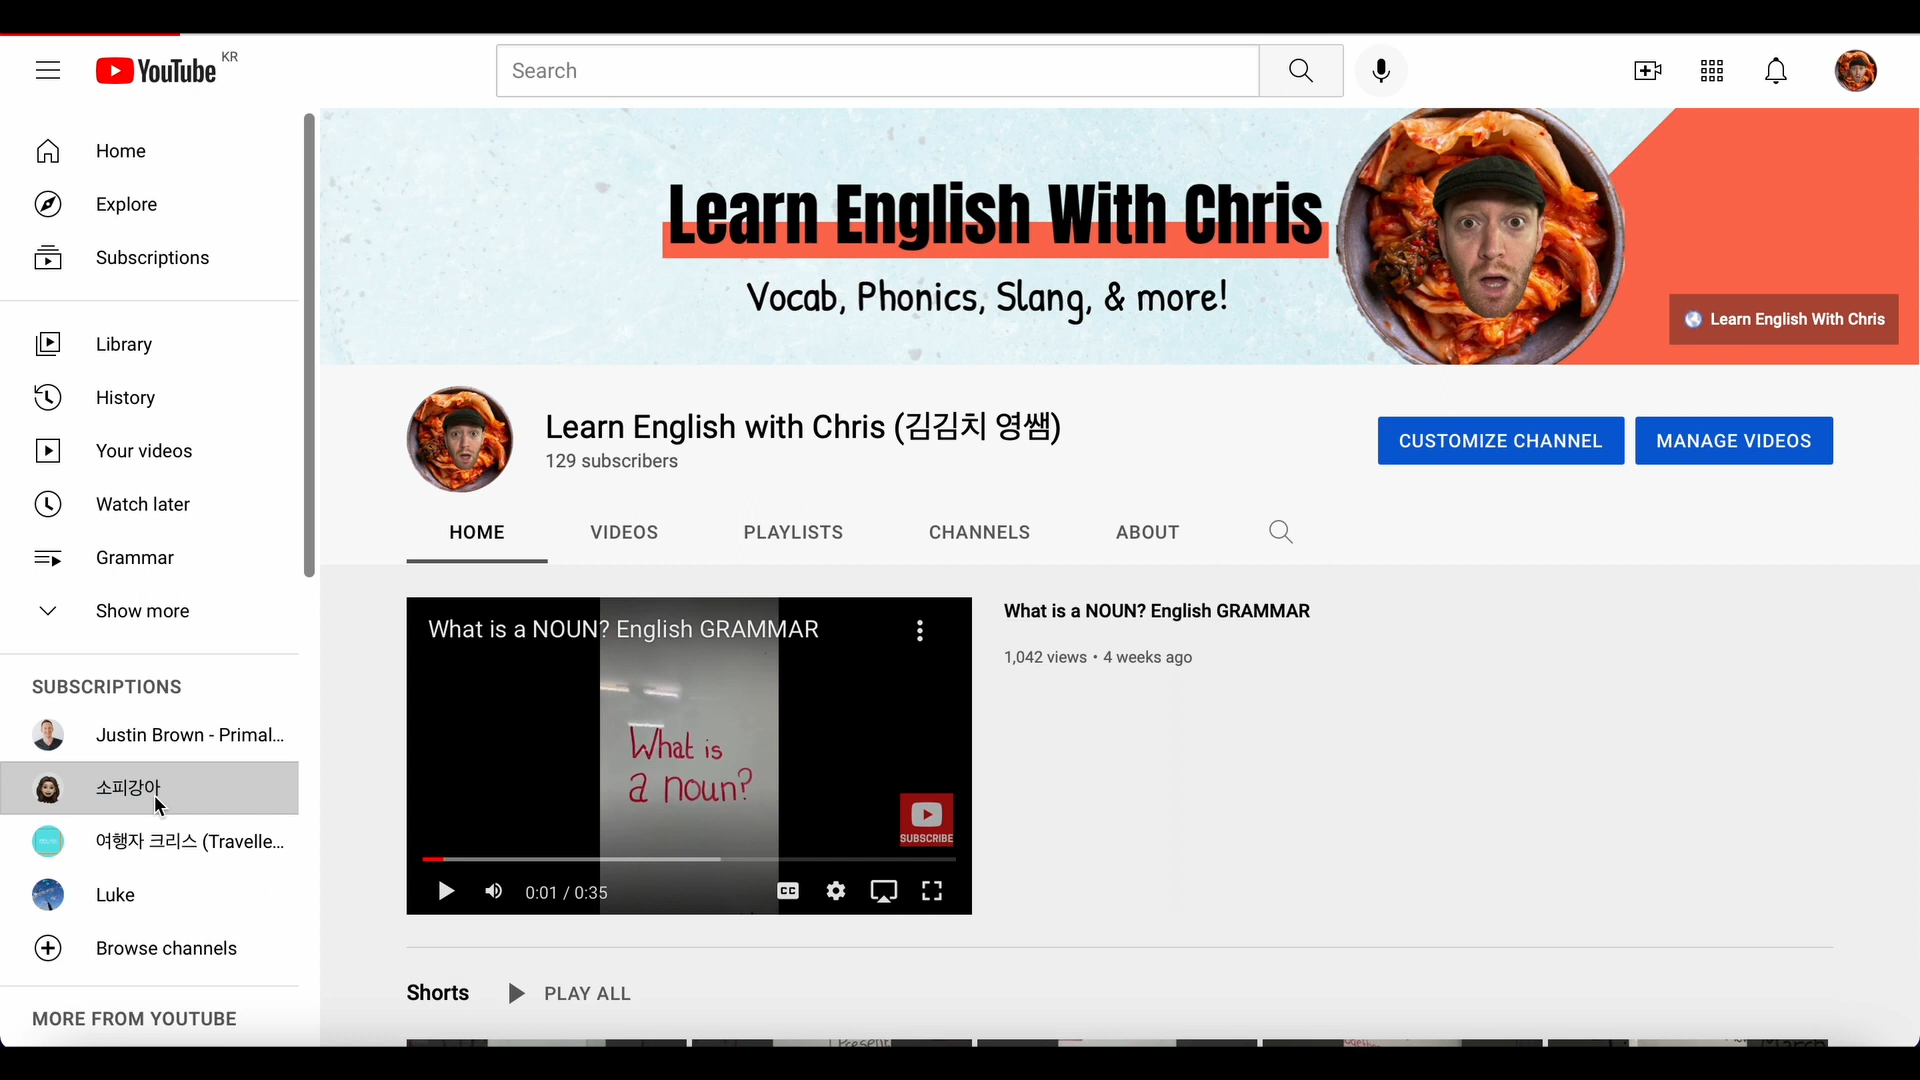 YouTube KR
Search
Home
Explore
Subscriptions
Library
History
Your videos
Watch later
Grammar
Show more
SUBSCRIPTIONS
Justin Brown - Primal...
소피강아
여행자 크리스 (Travelle...
Luke
Browse channels
MORE FROM YOUTUBE
Learn English With Chris
Vocab, Phonics, Slang, & more!
Learn English With Chris
Learn English with Chris (김김치 영쌤)
129 subscribers
CUSTOMIZE CHANNEL
MANAGE VIDEOS
HOME
VIDEOS
PLAYLISTS
CHANNELS
ABOUT
What is a NOUN? English GRAMMAR
What is
a noun?
SUBSCRIBE
0:01 / 0:35
CC
What is a NOUN? English GRAMMAR
1,042 views • 4 weeks ago
Shorts
PLAY ALL